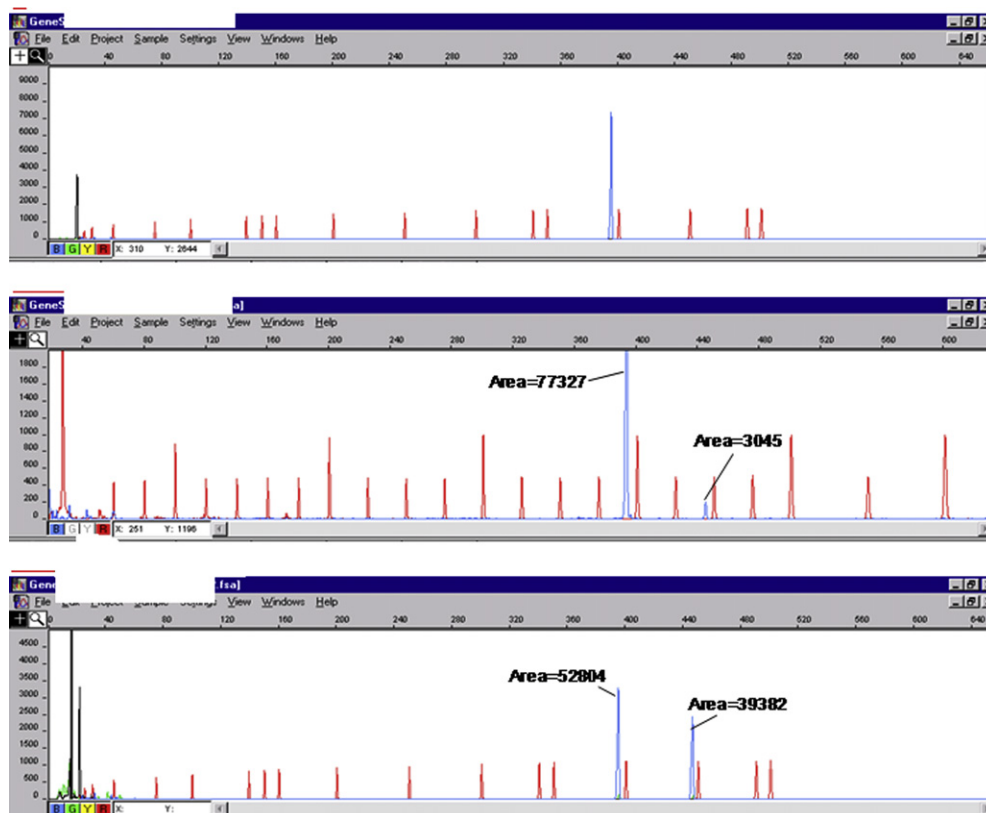 GeneS
File Edit Project Sample Settings View Windows Help
0 40 80 120 160 200 240 280 320 360 400 440 480 520 560 600 640
9000
8000
7000
6000
5000
4000
3000
2000
1000
0
B G Y R X: 310 Y: 2644
GeneS a]
File Edit Project Sample Settings View Windows Help
40 80 120 160 200 240 280 320 360 400 440 480 520 560 600
1800
1600
1400
1200
1000
800
600
400
200
0
Area=77327
Area=3045
B G Y R X: 251 Y: 1196
Gene .fsa]
File Edit Project Sample Settings View Windows Help
0 40 80 120 160 200 240 280 320 360 400 440 480 520 560 600 640
4500
4000
3500
3000
2500
2000
1500
1000
500
0
Area=52804
Area=39382
B G Y R X: Y: